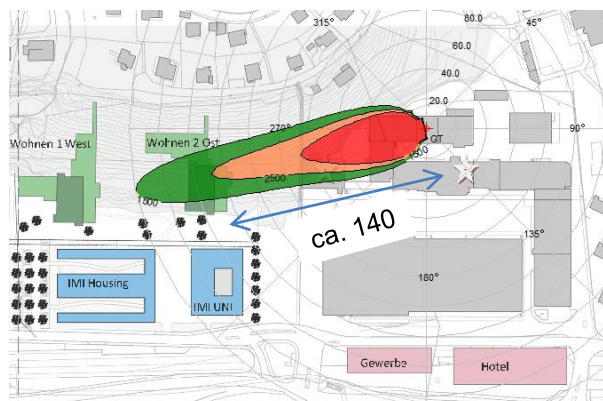 315°
80.0
45°
60.0
40.0
20.0
270°
90°
GT
Wohnen 1 West
Wohnen 2 Ost
1500
2500
1500
ca. 140
135°
180°
IMI Housing
IMI UNI
Gewerbe
Hotel